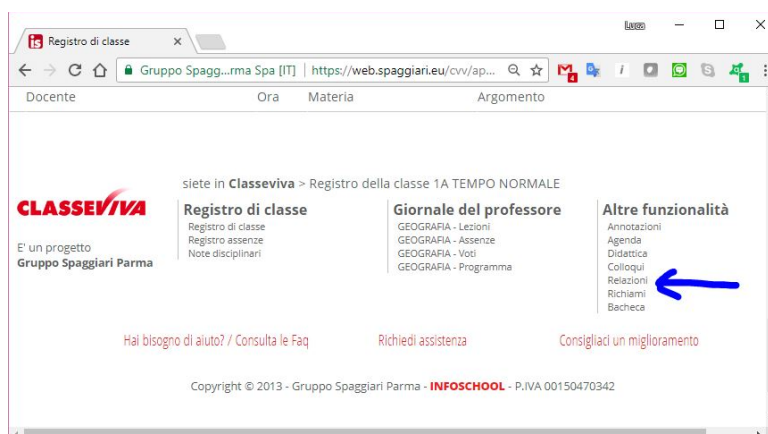 Luca
Registro di classe
Gruppo Spagg...rma Spa [IT] | https://web.spaggiari.eu/cvv/ap...
Docente Ora Materia Argomento
siete in Classeviva > Registro della classe 1A TEMPO NORMALE
CLASSEVIVA
E' un progetto
Gruppo Spaggiari Parma
Registro di classe
Registro di classe
Registro assenze
Note disciplinari
Giornale del professore
GEOGRAFIA - Lezioni
GEOGRAFIA - Assenze
GEOGRAFIA - Voti
GEOGRAFIA - Programma
Altre funzionalità
Annotazioni
Agenda
Didattica
Colloqui
Relazioni
Richiami
Bacheca
Hai bisogno di aiuto? / Consulta le Faq Richiedi assistenza Consigliaci un miglioramento
Copyright © 2013 - Gruppo Spaggiari Parma - INFOSCHOOL - P.IVA 00150470342